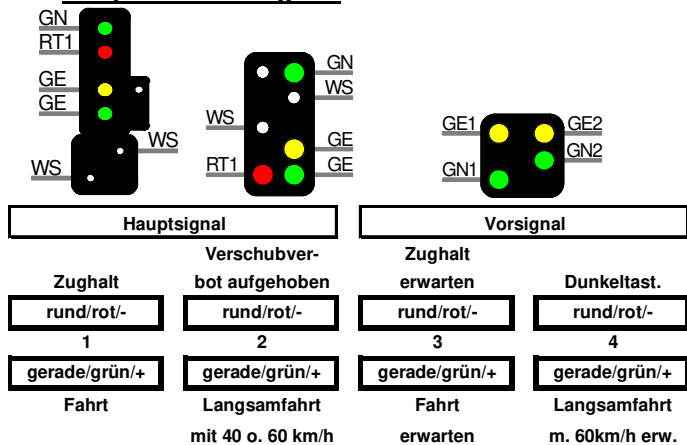 GN
RT1
GE
GE
WS
WS
GN
WS
WS
GE
RT1
GE
GE1
GE2
GN2
GN1
Hauptsignal
Vorsignal
Verschubver-
Zughalt
Zughalt
bot aufgehoben
erwarten
Dunkeltast.
rund/rot/-
rund/rot/-
rund/rot/-
rund/rot/-
1
2
3
4
gerade/grün/+
gerade/grün/+
gerade/grün/+
gerade/grün/+
Fahrt
Langsamfahrt
Fahrt
Langsamfahrt
mit 40 o. 60 km/h
erwarten
m. 60km/h erw.